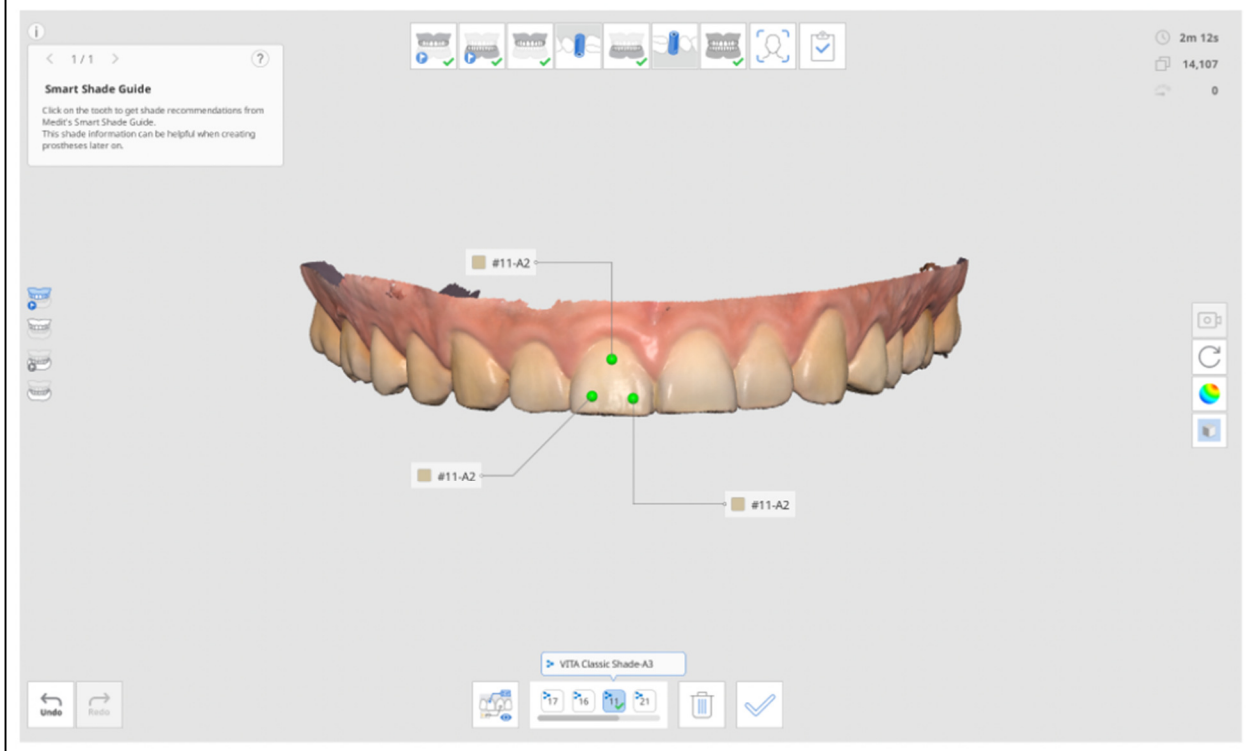 i
1 / 1
?
Smart Shade Guide
Click on the tooth to get shade recommendations from
Medit's Smart Shade Guide.
This shade information can be helpful when creating
prostheses later on.
2m 12s
14,107
0
#11-A2
#11-A2
#11-A2
VITA Classic Shade-A3
17
16
11
21
Undo
Redo